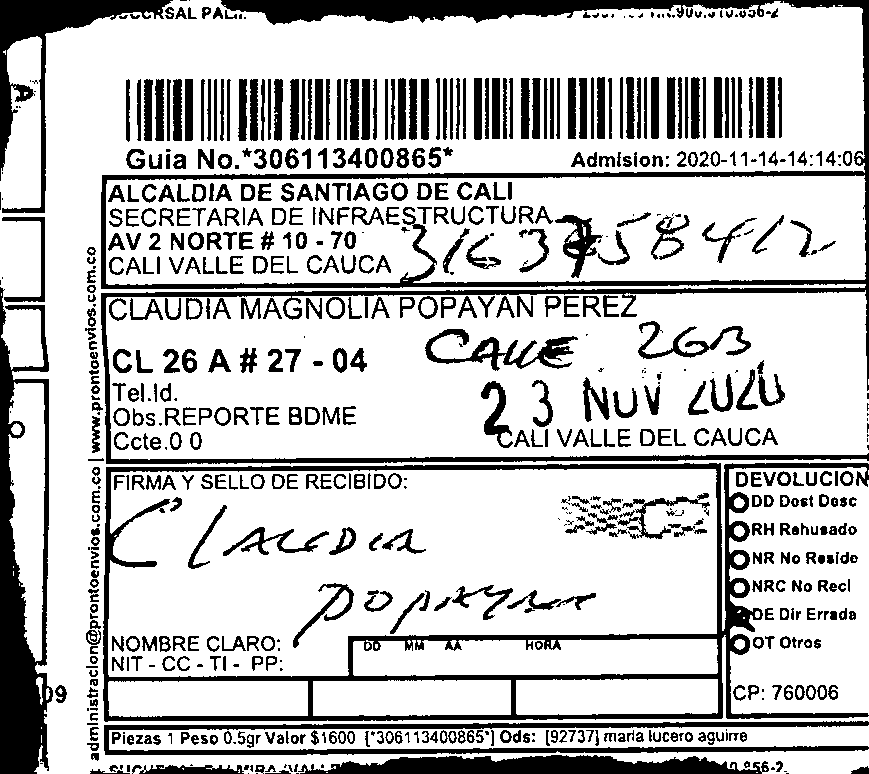 Guia No.*306113400865*
Admision: 2020-11-14-14:14:06
ALCALDIA DE SANTIAGO DE CALI
SECRETARIA DE INFRAESTRUCTURA
AV 2 NORTE # 10 - 70
CALI VALLE DEL CAUCA
CLAUDIA MAGNOLIA POPAYAN PEREZ
CL 26 A # 27 - 04
CALLE 26B
Tel.Id.
23 NOV 2020
Obs.REPORTE BDME
Ccte.0 0
CALI VALLE DEL CAUCA
www.prontoenvios.com.co
administracion@prontoenvios.com.co
FIRMA Y SELLO DE RECIBIDO:
Claudia
Popayan
NOMBRE CLARO:
NIT - CC - TI - PP:
DD MM AA HORA
DEVOLUCION
DD Dest Desc
RH Rehusado
NR No Reside
NRC No Recl
DE Dir Errada
OT Otros
CP: 760006
Piezas 1 Peso 0.5gr Valor $1600 [*306113400865*] Ods: [92737] maria lucero aguirre